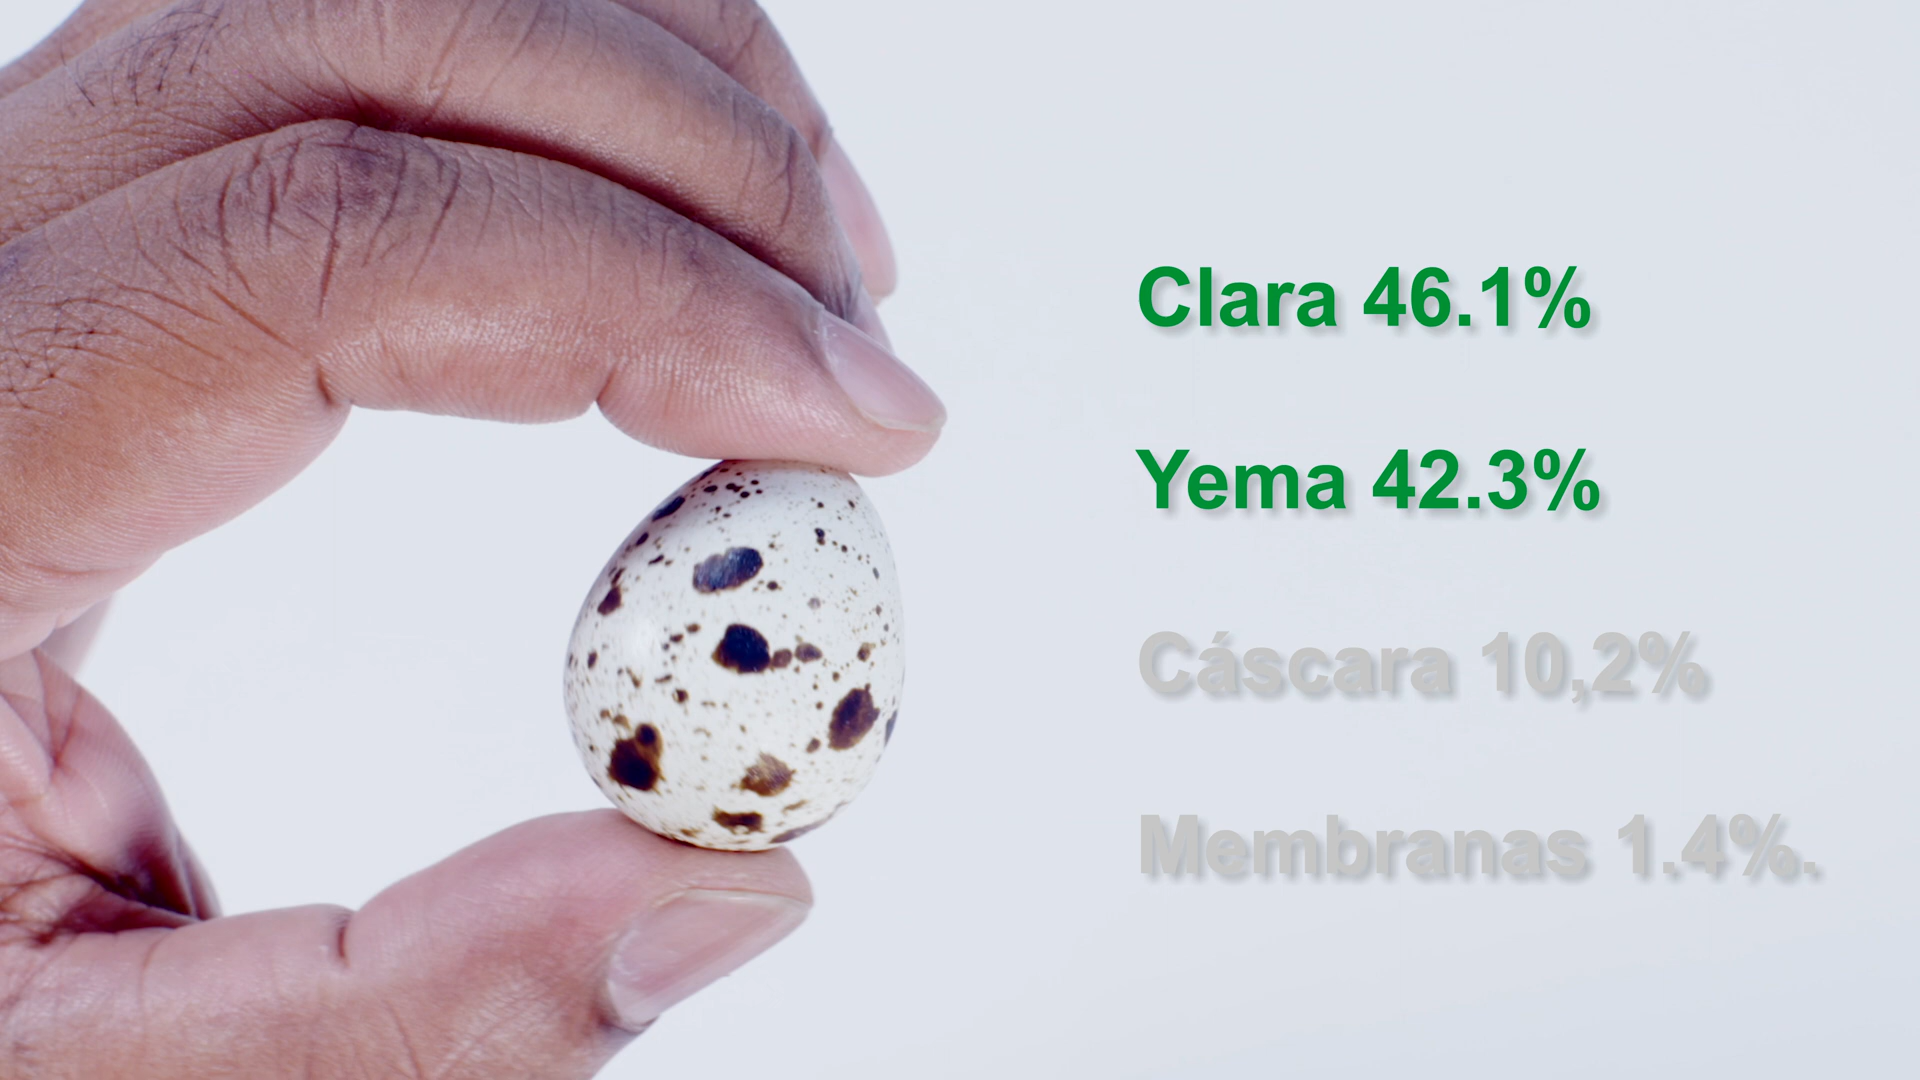 Clara 46.1%
Yema 42.3%
Cáscara 10,2%
Membranas 1.4%.